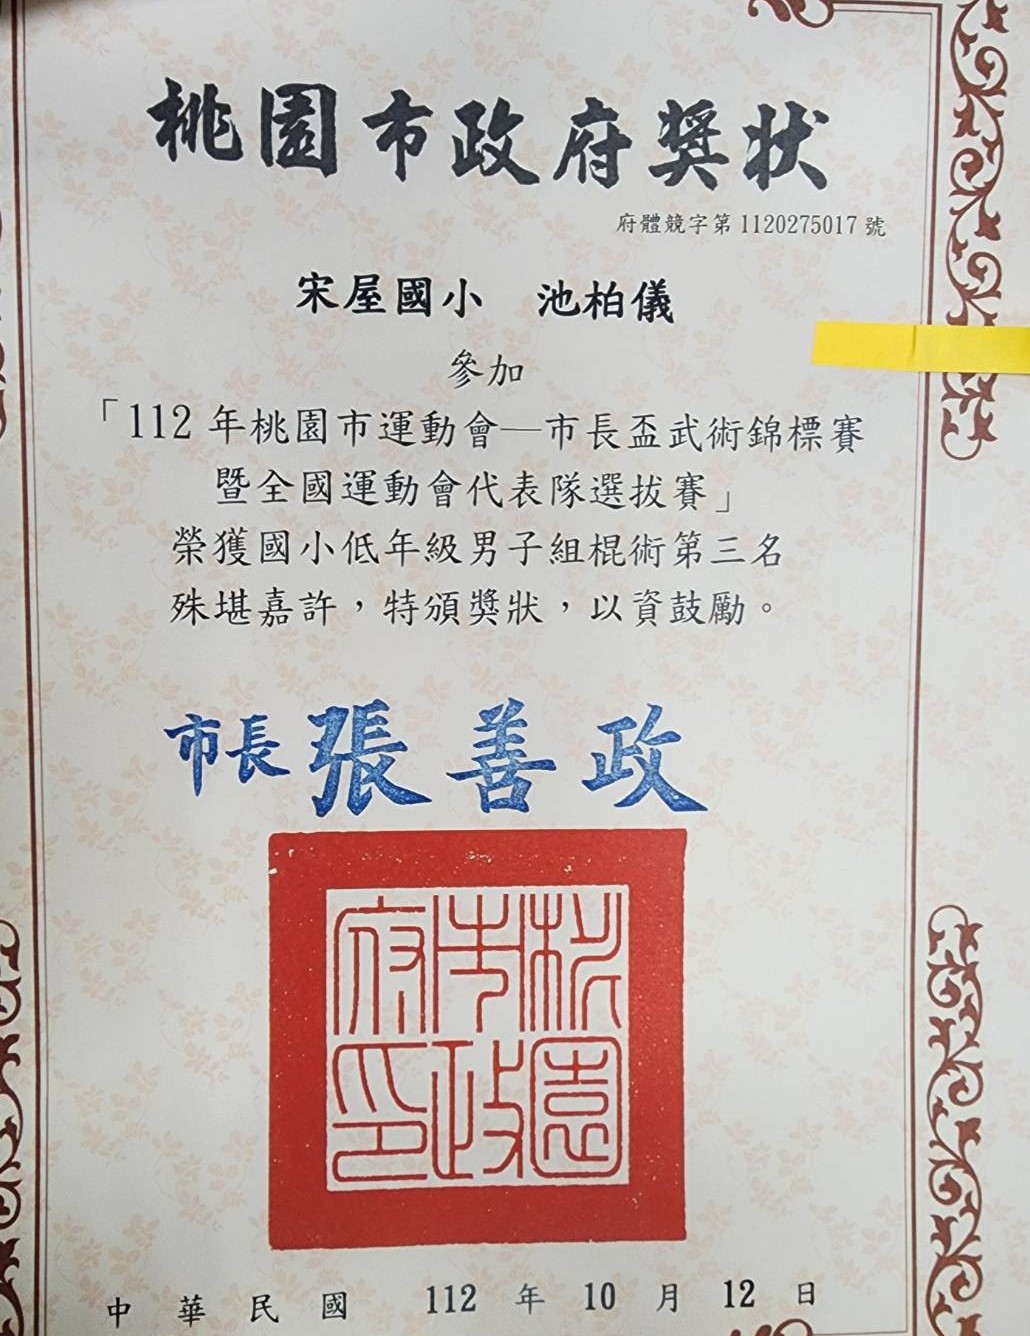 桃園市政府獎狀
府體競字第 1120275017 號
宋屋國小 池柏儀
參加
「112 年桃園市運動會—市長盃武術錦標賽
暨全國運動會代表隊選拔賽」
榮獲國小低年級男子組棍術第三名
殊堪嘉許，特頒獎狀，以資鼓勵。
市長 張善政
桃園市政府印
中華民國 112 年 10 月 12 日